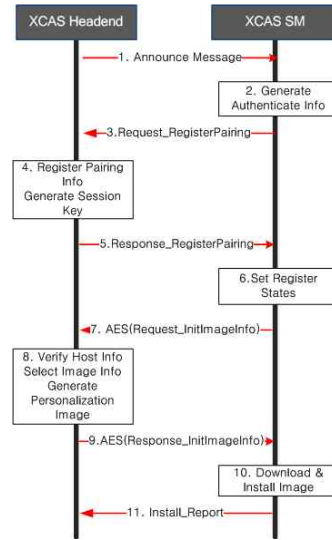 XCAS Headend
XCAS SM
1. Announce Message
2. Generate
Authenticate Info
3.Request_RegisterPairing
4. Register Pairing
Info
Generate Session
Key
5.Response_RegisterPairing
6.Set Register
States
7. AES(Request_InitImageInfo)
8. Verify Host Info
Select Image Info
Generate
Personalization
Image
9.AES(Response_InitImageInfo)
10. Download &
Install Image
11. Install_Report